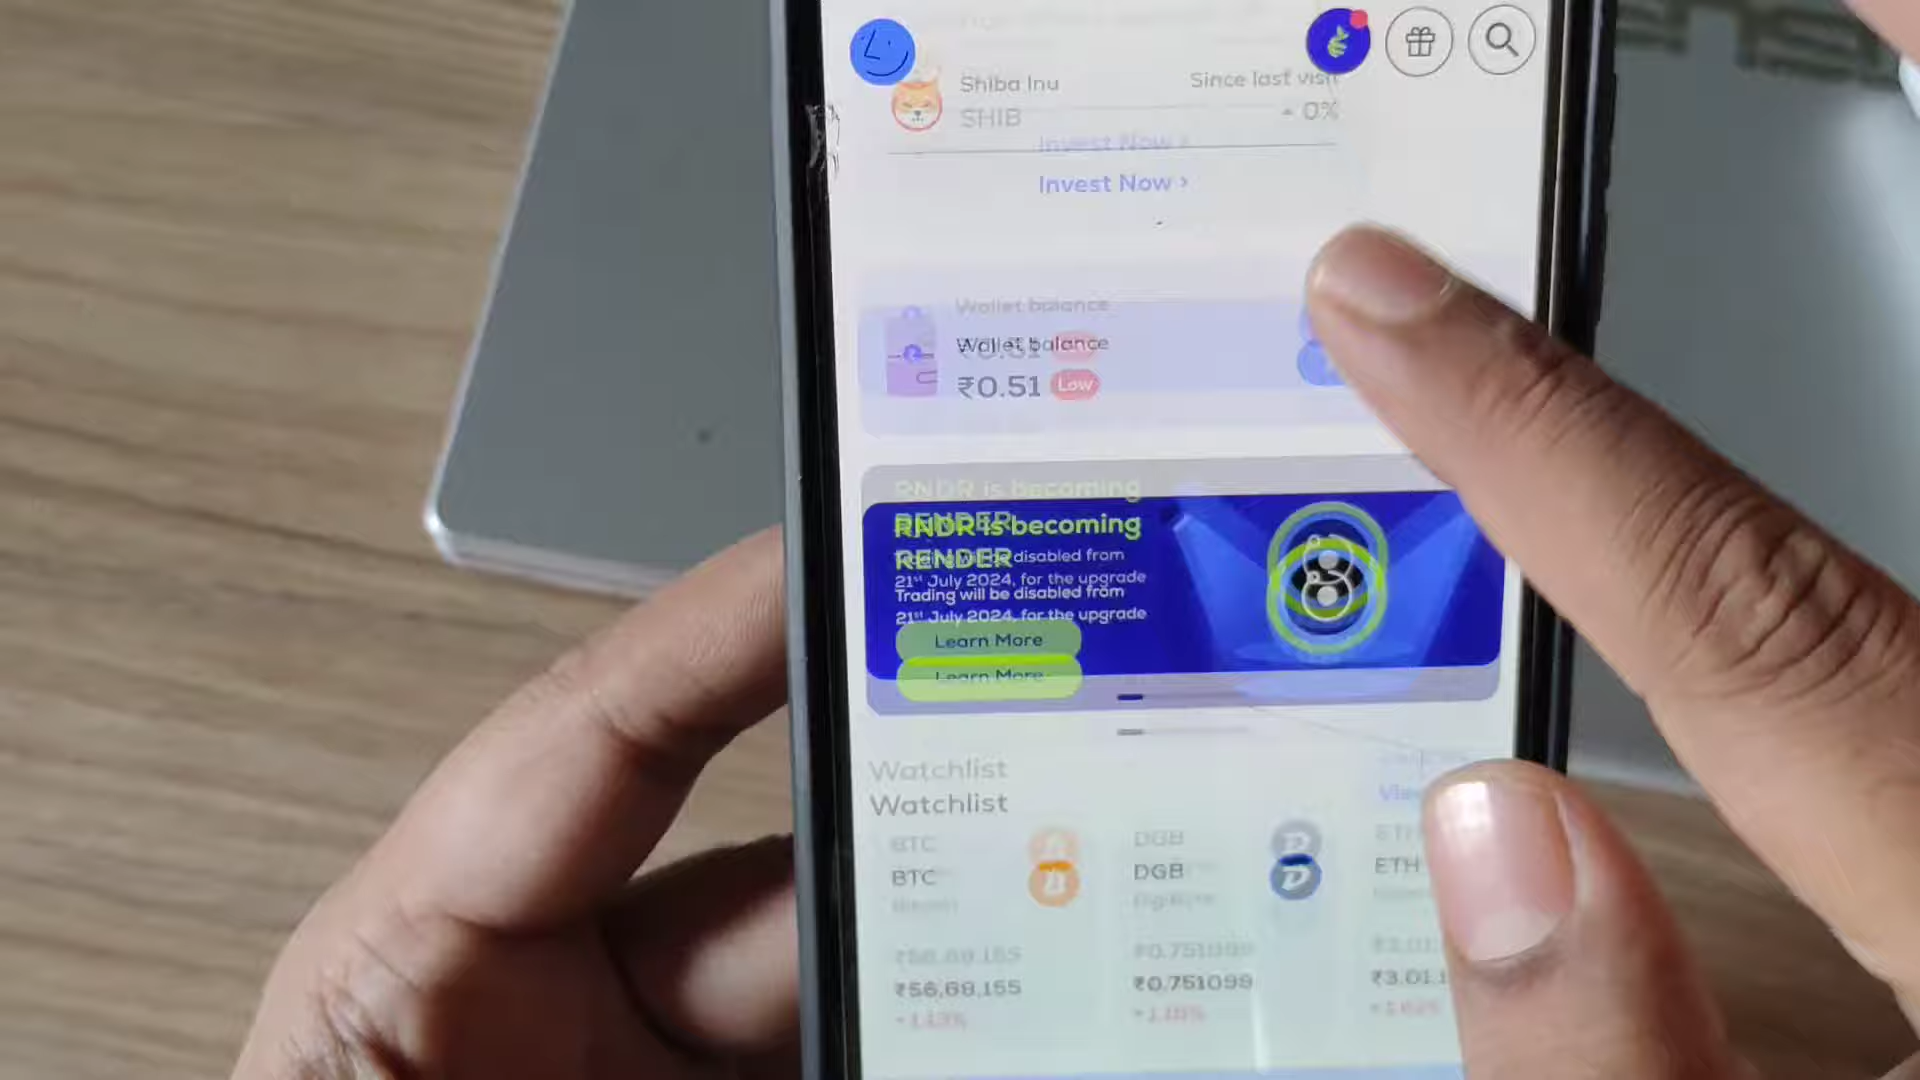 Shiba Inu
Since last visit
SHIB
0%
Invest Now ›
Invest Now ›
Wallet balance
Wallet balance
₹0.51 Low
RNDR is becoming
RENDER
RNDR is becoming
RENDER
Trading will be disabled from
21st July 2024, for the upgrade
Trading will be disabled from
21st July 2024, for the upgrade
Learn More
Learn More
Watchlist
Watchlist
BTC
DGB
ETH
BTC
DGB
ETH
Bitcoin
DigiByte
₹56,68,155
₹0.751099
₹56,68,155
₹0.751099
₹3,01,1